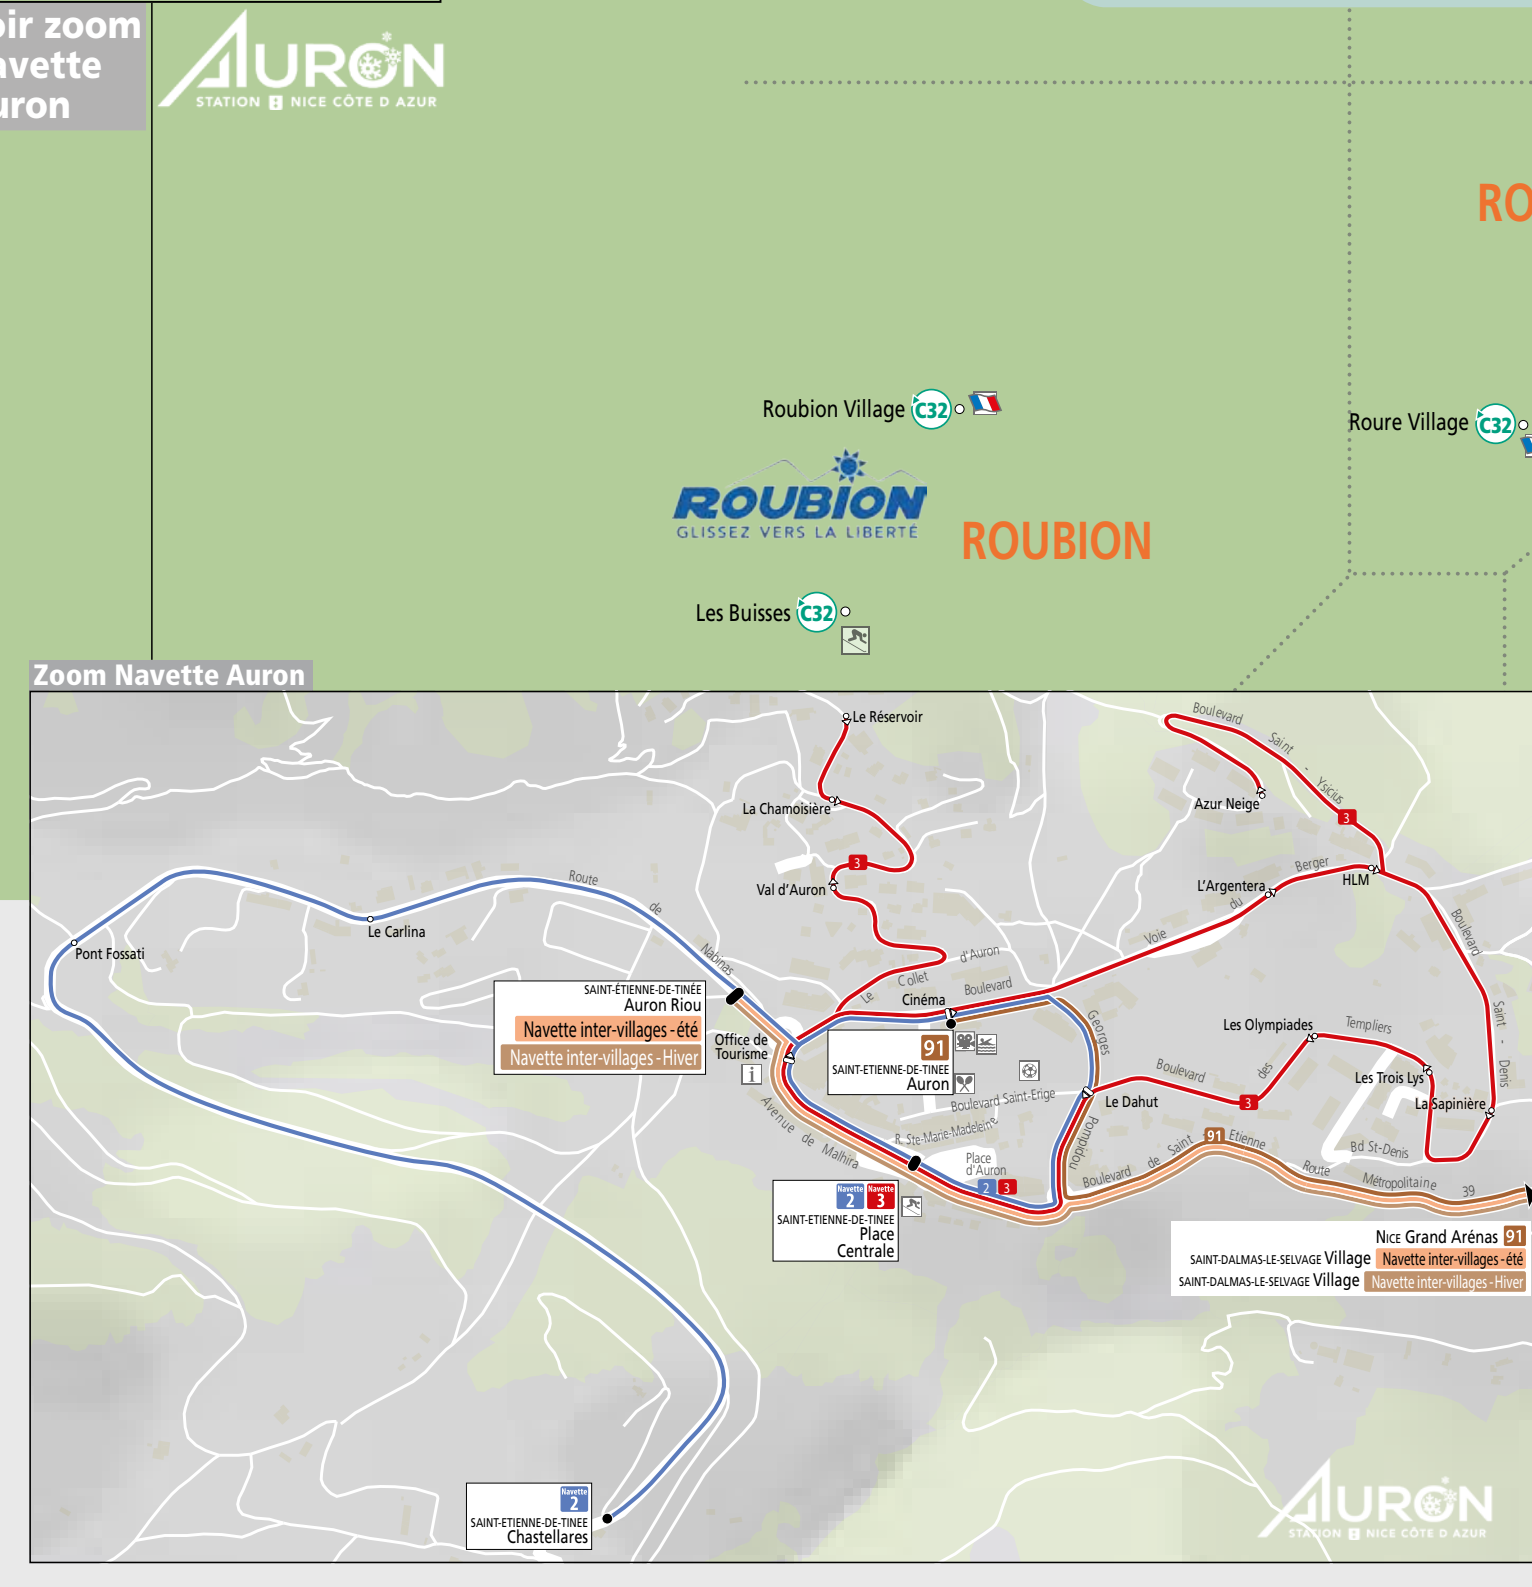 oir zoom
avette
uron
AURON
STATION NICE CÔTE D AZUR
RO
Roubion Village C32
Roure Village C32
ROUBION
GLISSEZ VERS LA LIBERTÉ
ROUBION
Les Buisses C32
Zoom Navette Auron
Le Réservoir
Boulevard Saint - Ysicius
La Chamoisière
Azur Neige
3
3
Berger
HLM
Val d'Auron
L'Argentera
Route de Nabinas
du
Voie
Boulevard Saint - Denis
Le Carlina
Pont Fossati
Le Collet d'Auron
Boulevard
Georges
Pompidou
SAINT-ÉTIENNE-DE-TINÉE
Auron Riou
Navette inter-villages - été
Navette inter-villages - Hiver
Cinéma
Office de
Tourisme
i
91
SAINT-ETIENNE-DE-TINEE
Auron
Les Olympiades
Templiers
des
Boulevard
Les Trois Lys
Le Dahut
3
La Sapinière
Boulevard Saint-Erige
R. Ste-Marie-Madeleine
Avenue de Malhira
Place
d'Auron
2 3
Boulevard de Saint Etienne
91
Bd St-Denis
Route Métropolitaine 39
Navette 2 Navette 3
SAINT-ETIENNE-DE-TINEE
Place
Centrale
NICE Grand Arénas 91
SAINT-DALMAS-LE-SELVAGE Village Navette inter-villages - été
SAINT-DALMAS-LE-SELVAGE Village Navette inter-villages - Hiver
Navette
2
SAINT-ETIENNE-DE-TINEE
Chastellares
AURON
STATION NICE CÔTE D AZUR